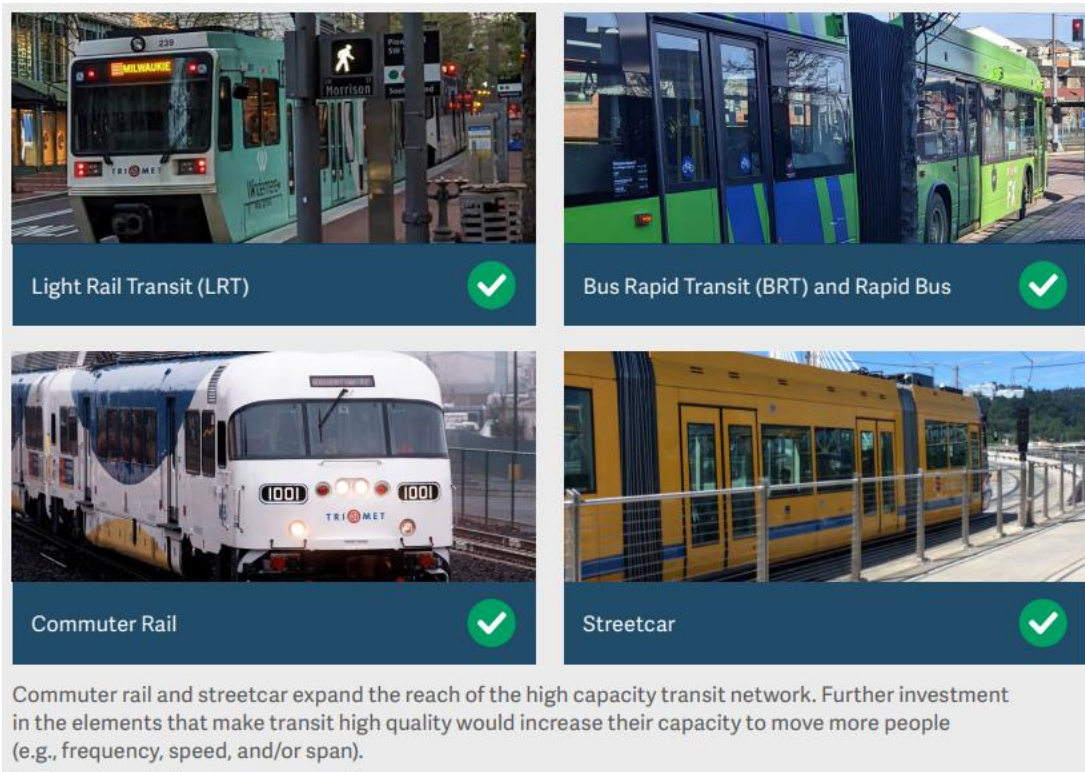 239
MILWAUKIE
Morrison
TRIMET
Light Rail Transit (LRT)
Bus Rapid Transit (BRT) and Rapid Bus
1001
1001
TRIMET
Commuter Rail
Streetcar
Commuter rail and streetcar expand the reach of the high capacity transit network. Further investment
in the elements that make transit high quality would increase their capacity to move more people
(e.g., frequency, speed, and/or span).